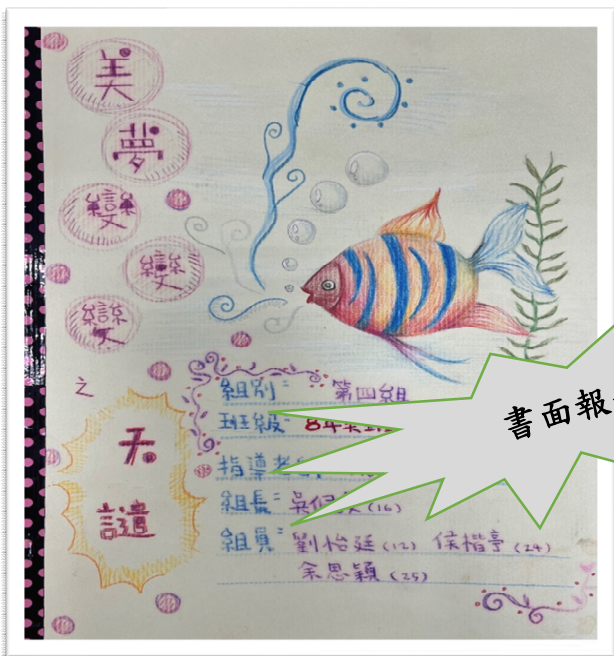 美
夢
變
變
變
之
天
譴
組別: 第四組
班級:
指導老
組長:
組員: 劉怡廷(12) 侯楷亭(24)
余思穎(25)
書面報